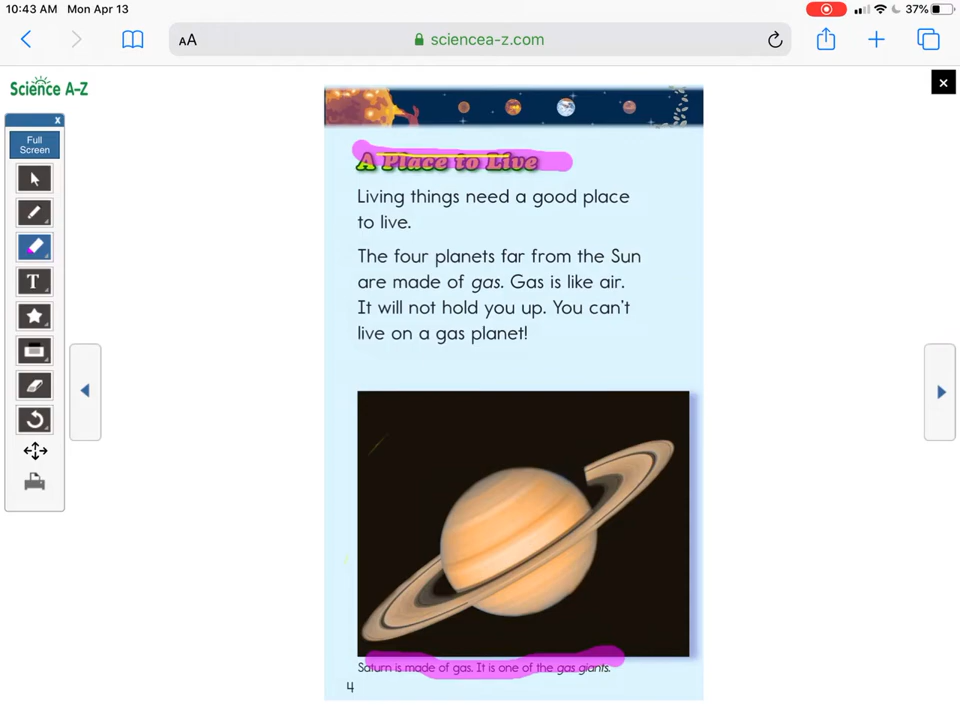 10:43 AM Mon Apr 13
37%
AA
sciencea-z.com
Science A-Z
x
Full
Screen
T
A Place to Live
Living things need a good place
to live.
The four planets far from the Sun
are made of gas. Gas is like air.
It will not hold you up. You can't
live on a gas planet!
Saturn is made of gas. It is one of the gas giants.
4